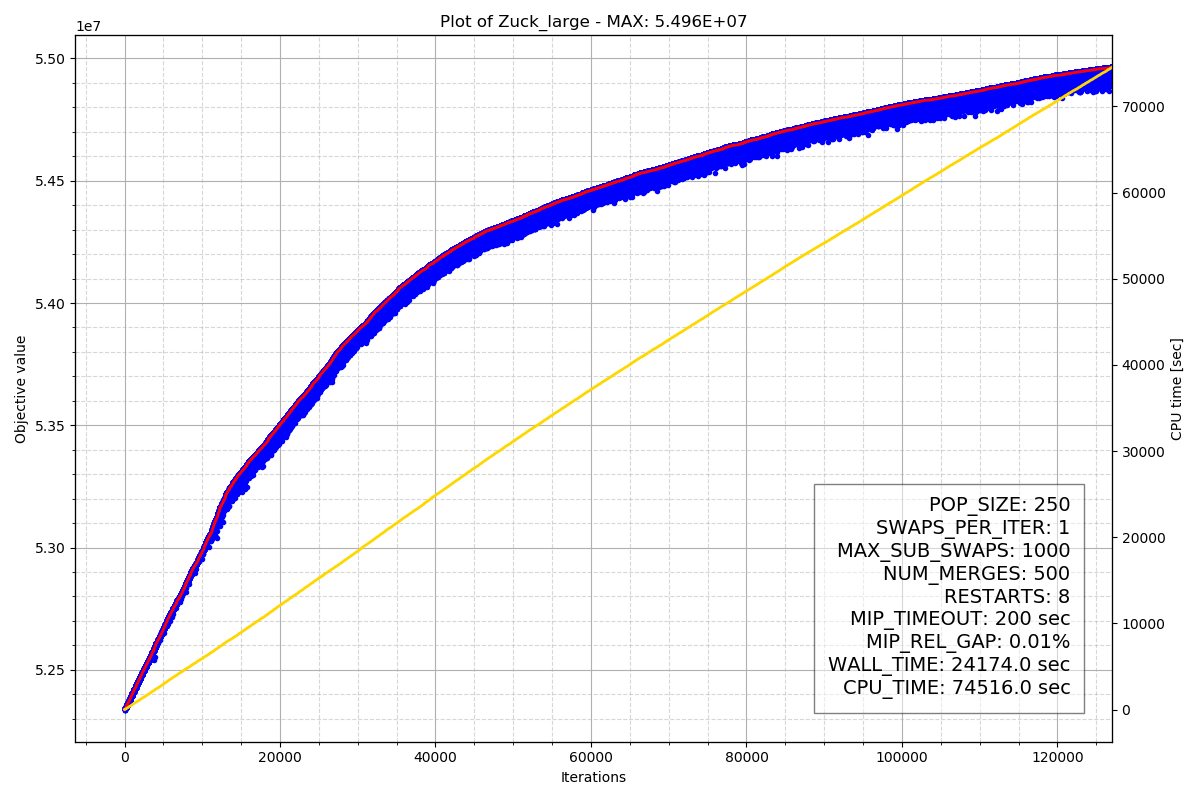 Plot of Zuck_large - MAX: 5.496E+07
1e7
5.50
5.45
5.40
5.35
5.30
5.25
Objective value
70000
60000
50000
40000
30000
20000
10000
0
CPU time [sec]
POP_SIZE: 250
SWAPS_PER_ITER: 1
MAX_SUB_SWAPS: 1000
NUM_MERGES: 500
RESTARTS: 8
MIP_TIMEOUT: 200 sec
MIP_REL_GAP: 0.01%
WALL_TIME: 24174.0 sec
CPU_TIME: 74516.0 sec
0 20000 40000 60000 80000 100000 120000
Iterations